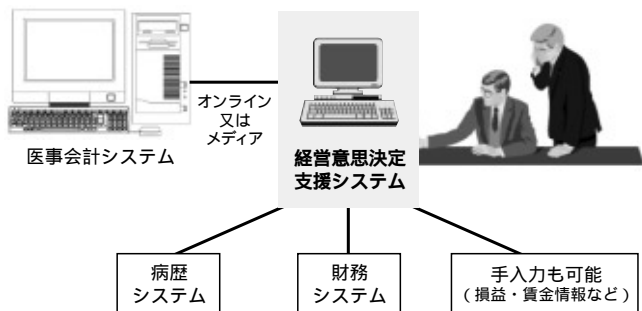 オンライン
又は
メディア
医事会計システム
経営意思決定
支援システム
病歴
システム
財務
システム
手入力も可能
（損益・賃金情報など）